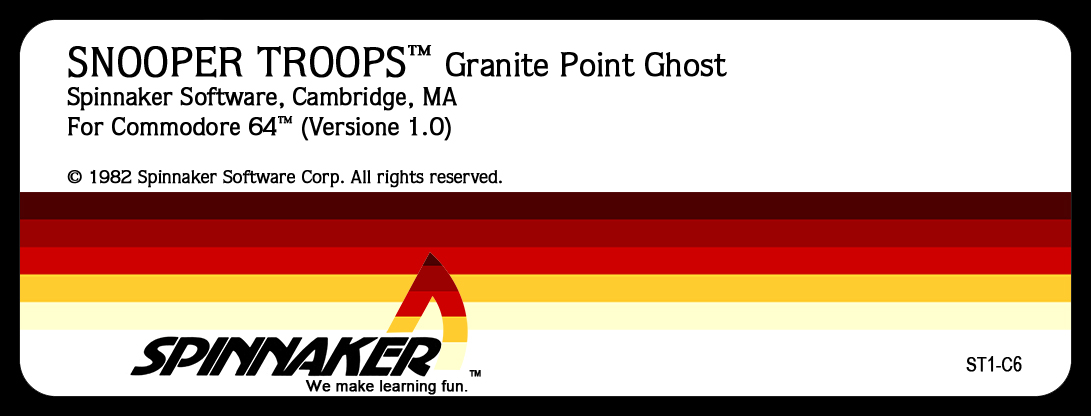 SNOOPER TROOPS™ Granite Point Ghost
Spinnaker Software, Cambridge, MA
For Commodore 64™ (Versione 1.0)
© 1982 Spinnaker Software Corp. All rights reserved.
SPINNAKER™
We make learning fun.
ST1-C6